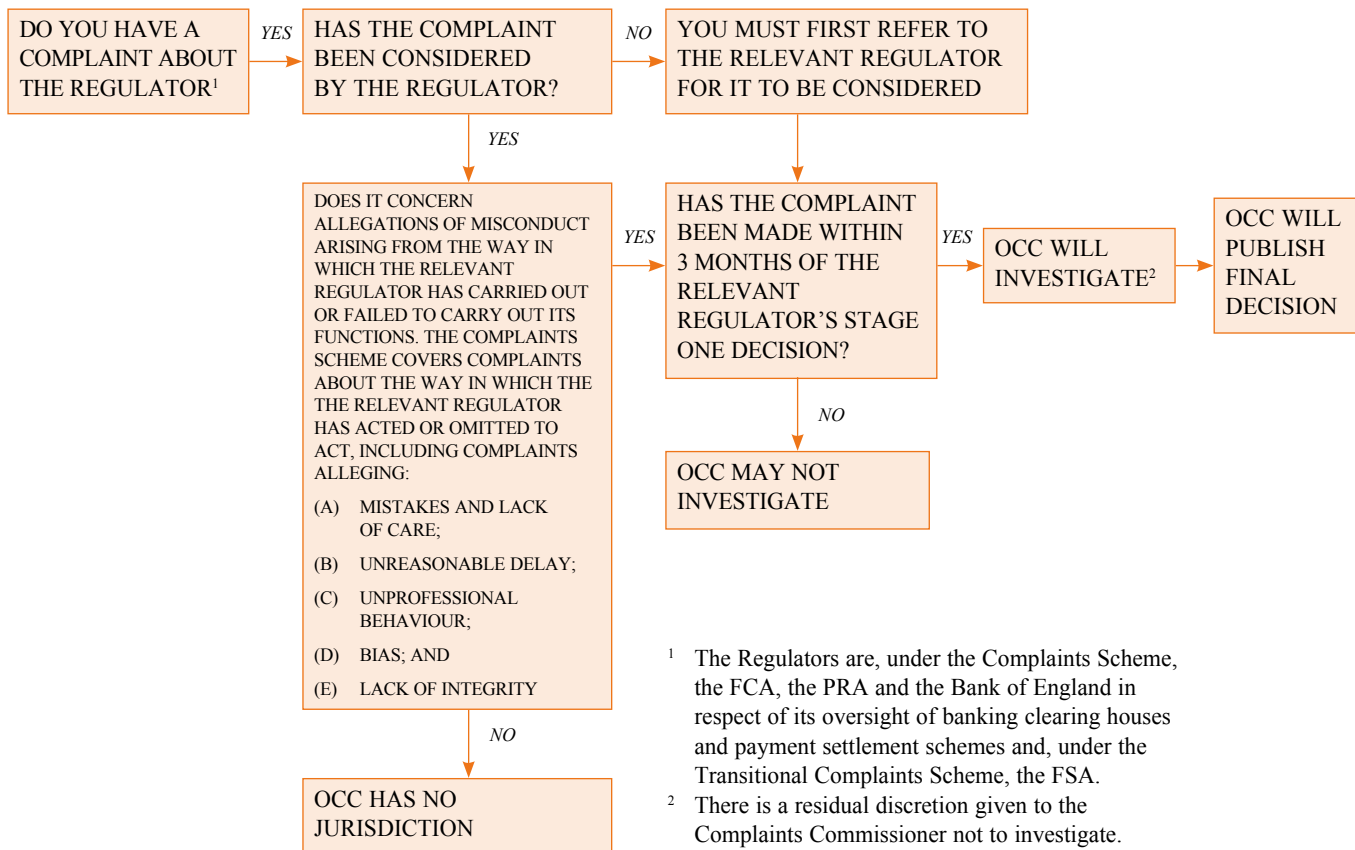 DO YOU HAVE A
COMPLAINT ABOUT
THE REGULATOR¹
YES
HAS THE COMPLAINT
BEEN CONSIDERED
BY THE REGULATOR?
NO
YOU MUST FIRST REFER TO
THE RELEVANT REGULATOR
FOR IT TO BE CONSIDERED
YES
DOES IT CONCERN
ALLEGATIONS OF MISCONDUCT
ARISING FROM THE WAY IN
WHICH THE RELEVANT
REGULATOR HAS CARRIED OUT
OR FAILED TO CARRY OUT ITS
FUNCTIONS. THE COMPLAINTS
SCHEME COVERS COMPLAINTS
ABOUT THE WAY IN WHICH THE
THE RELEVANT REGULATOR
HAS ACTED OR OMITTED TO
ACT, INCLUDING COMPLAINTS
ALLEGING:
(A) MISTAKES AND LACK
OF CARE;
(B) UNREASONABLE DELAY;
(C) UNPROFESSIONAL
BEHAVIOUR;
(D) BIAS; AND
(E) LACK OF INTEGRITY
YES
HAS THE COMPLAINT
BEEN MADE WITHIN
3 MONTHS OF THE
RELEVANT
REGULATOR'S STAGE
ONE DECISION?
YES
OCC WILL
INVESTIGATE²
OCC WILL
PUBLISH
FINAL
DECISION
NO
OCC MAY NOT
INVESTIGATE
NO
OCC HAS NO
JURISDICTION
¹ The Regulators are, under the Complaints Scheme,
the FCA, the PRA and the Bank of England in
respect of its oversight of banking clearing houses
and payment settlement schemes and, under the
Transitional Complaints Scheme, the FSA.
² There is a residual discretion given to the
Complaints Commissioner not to investigate.